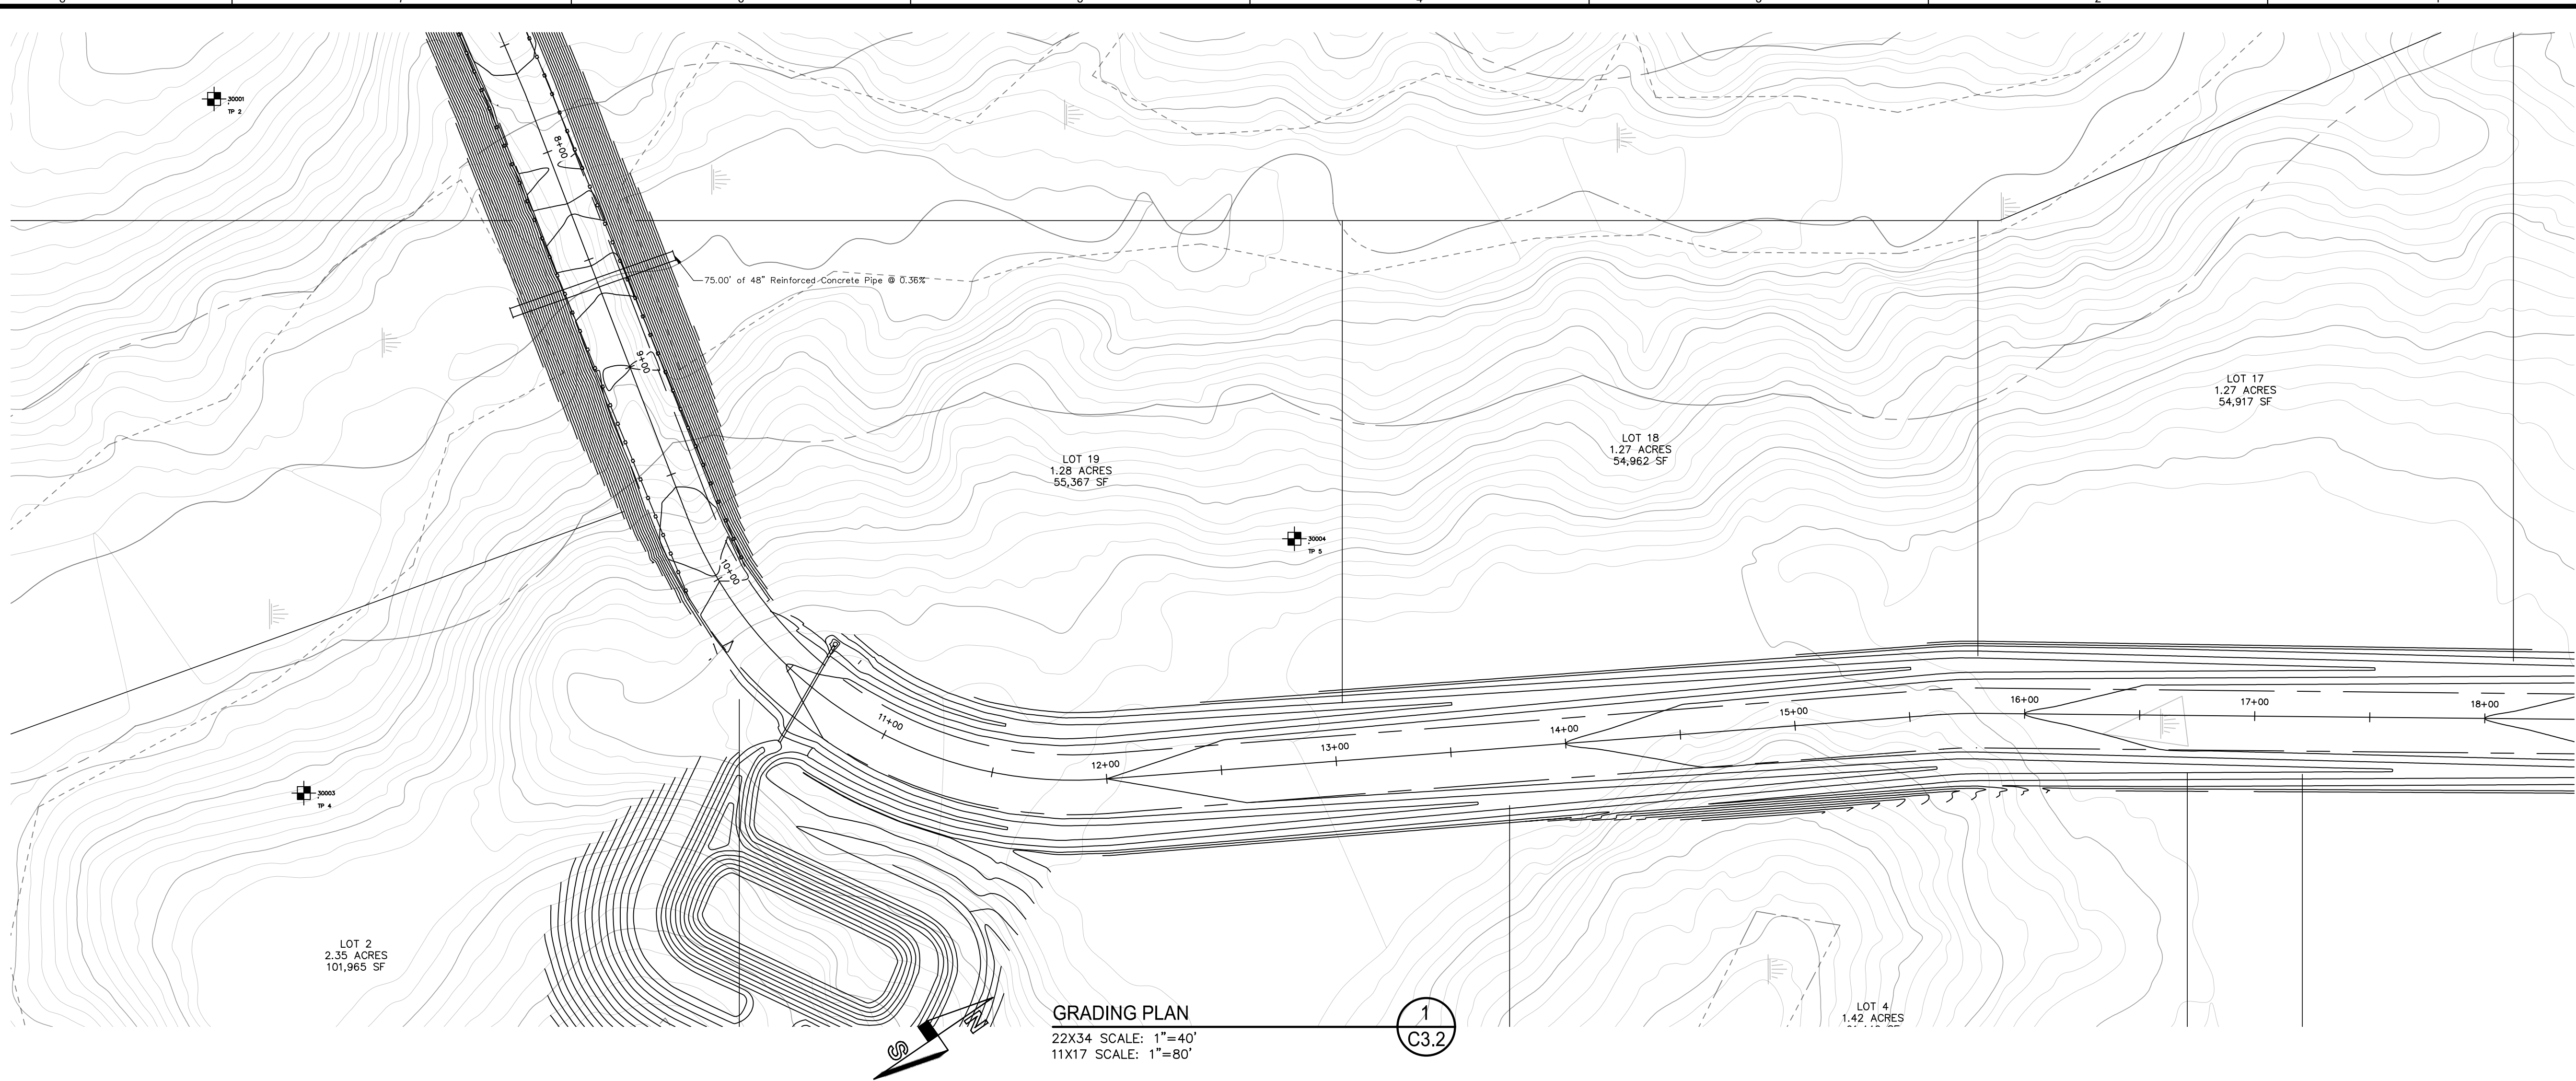 30001
TP 2
8+00
75.00' of 48" Reinforced Concrete Pipe @ 0.36%
9+00
LOT 17
1.27 ACRES
54,917 SF
LOT 18
1.27 ACRES
54,962 SF
LOT 19
1.28 ACRES
55,367 SF
30004
TP 5
10+00
11+00
12+00
13+00
14+00
15+00
16+00
17+00
18+00
30003
TP 4
LOT 2
2.35 ACRES
101,965 SF
LOT 4
1.42 ACRES
N
S
GRADING PLAN
22X34 SCALE: 1"=40'
11X17 SCALE: 1"=80'
1
C3.2